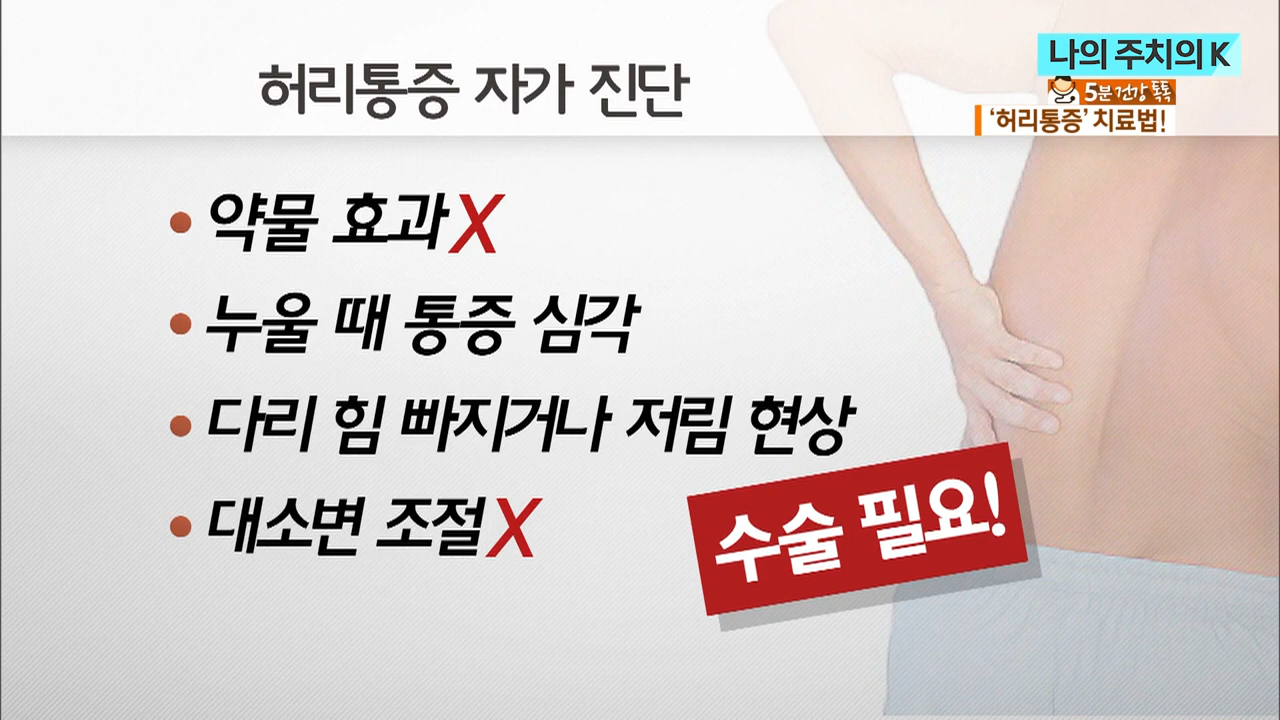 허리통증 자가 진단
나의 주치의 K
5분 건강 톡톡
‘허리통증’ 치료법!
약물 효과X
누울 때 통증 심각
다리 힘 빠지거나 저림 현상
대소변 조절X
수술 필요!